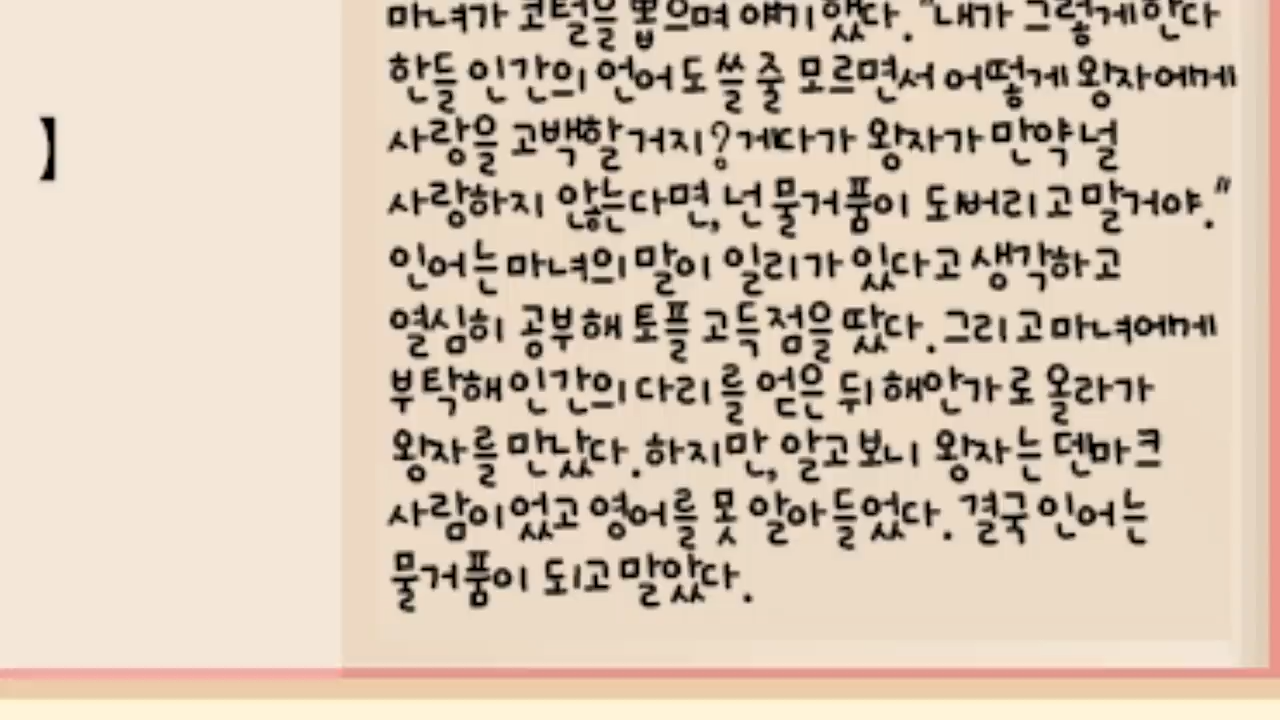 마녀가 코털을 뽑으며 얘기했다. "내가 그렇게한다
한들 인간의 언어도 쓸 줄 모르면서 어떻게 왕자에게
사랑을 고백할거지?게다가 왕자가 만약 널
사랑하지 않는다면, 넌 물거품이 돼버리고 말거야."
】
인어는 마녀의 말이 일리가 있다고 생각하고
열심히 공부해 토플 고득점을 땄다. 그리고 마녀에게
부탁해 인간의 다리를 얻은 뒤 해안가로 올라가
왕자를 만났다. 하지만, 알고보니 왕자는 덴마크
사람이었고 영어를 못 알아들었다. 결국 인어는
물거품이 되고 말았다.